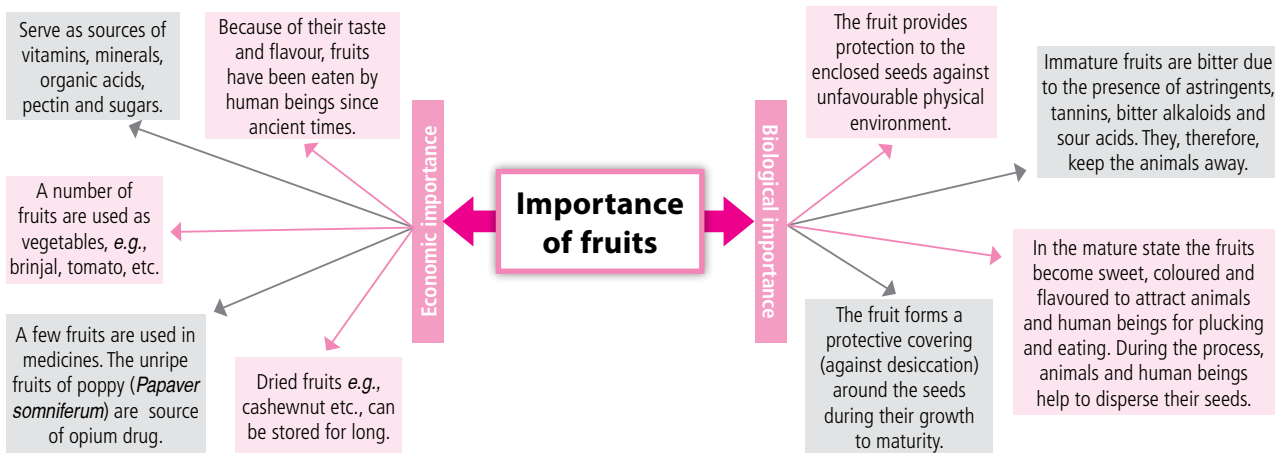 Serve as sources of
vitamins, minerals,
organic acids,
pectin and sugars.
Because of their taste
and flavour, fruits
have been eaten by
human beings since
ancient times.
A number of
fruits are used as
vegetables, e.g.,
brinjal, tomato, etc.
A few fruits are used in
medicines. The unripe
fruits of poppy (Papaver
somniferum) are source
of opium drug.
Dried fruits e.g.,
cashewnut etc., can
be stored for long.
Economic importance
Importance
of fruits
Biological importance
The fruit provides
protection to the
enclosed seeds against
unfavourable physical
environment.
Immature fruits are bitter due
to the presence of astringents,
tannins, bitter alkaloids and
sour acids. They, therefore,
keep the animals away.
In the mature state the fruits
become sweet, coloured and
flavoured to attract animals
and human beings for plucking
and eating. During the process,
animals and human beings
help to disperse their seeds.
The fruit forms a
protective covering
(against desiccation)
around the seeds
during their growth
to maturity.